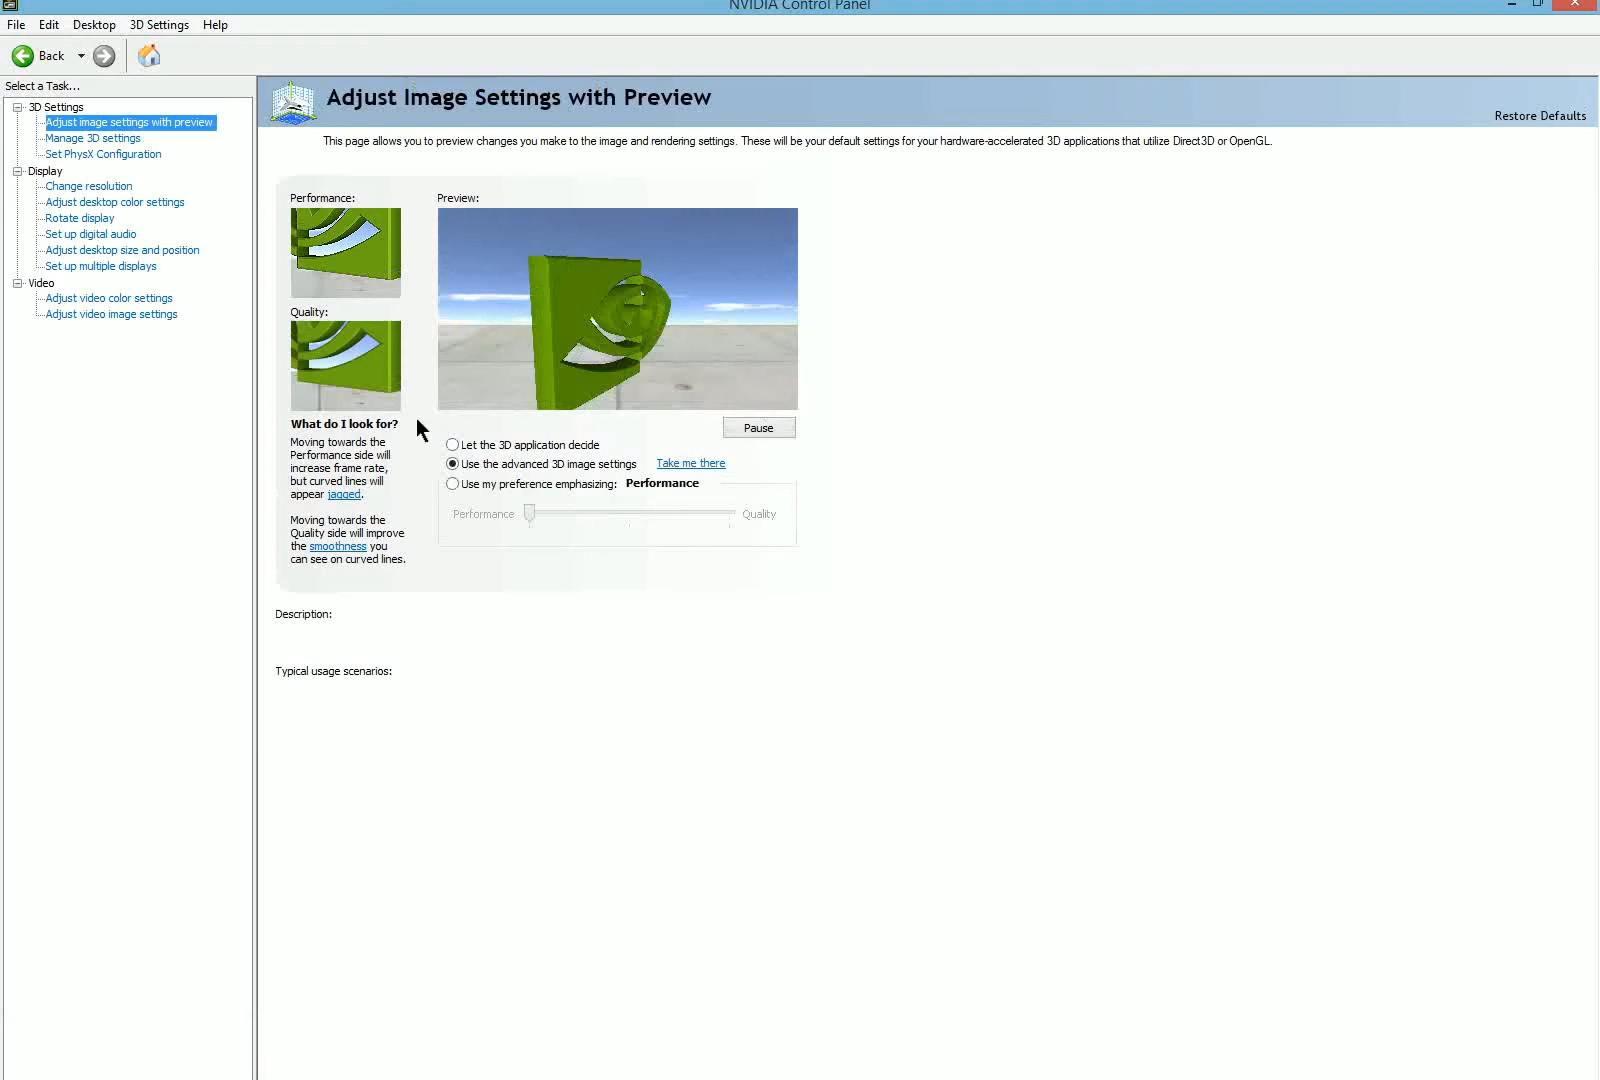 NVIDIA Control Panel
File Edit Desktop 3D Settings Help
Back
Select a Task...
3D Settings
Adjust image settings with preview
Manage 3D settings
Set PhysX Configuration
Display
Change resolution
Adjust desktop color settings
Rotate display
Set up digital audio
Adjust desktop size and position
Set up multiple displays
Video
Adjust video color settings
Adjust video image settings
Adjust Image Settings with Preview
Restore Defaults
This page allows you to preview changes you make to the image and rendering settings. These will be your default settings for your hardware-accelerated 3D applications that utilize Direct3D or OpenGL.
Performance:
Quality:
What do I look for?
Moving towards the
Performance side will
increase frame rate,
but curved lines will
appear jagged.
Moving towards the
Quality side will improve
the smoothness you
can see on curved lines.
Preview:
Pause
Let the 3D application decide
Use the advanced 3D image settings Take me there
Use my preference emphasizing: Performance
Performance Quality
Description:
Typical usage scenarios: